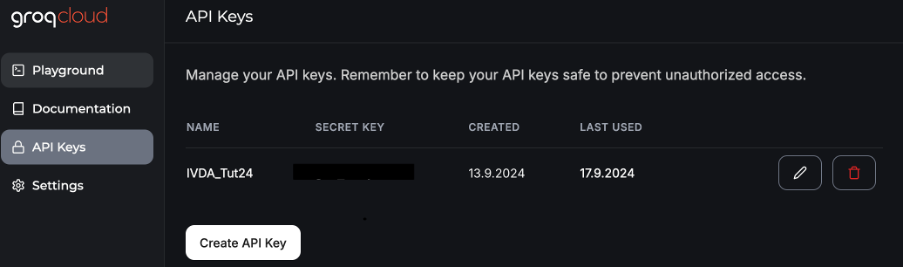 groqcloud
API Keys
Playground
Manage your API keys. Remember to keep your API keys safe to prevent unauthorized access.
Documentation
API Keys
Settings
NAME SECRET KEY CREATED LAST USED
IVDA_Tut24 13.9.2024 17.9.2024
Create API Key